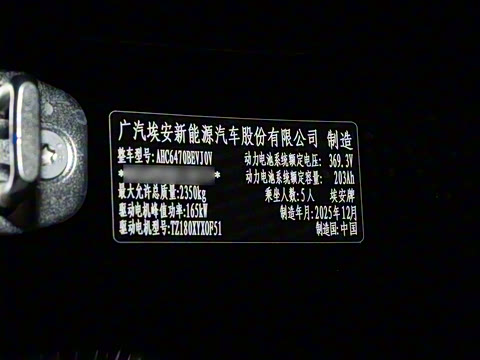 广汽埃安新能源汽车股份有限公司 制造
整车型号:AHC6470BEVJ0V 动力电池系统额定电压: 369.3V
* * 动力电池系统额定容量: 203Ah
最大允许总质量:2350kg 乘坐人数:5人 埃安牌
驱动电机峰值功率:165kW 制造年月:2025年12月
驱动电机型号:TZ180XYX0F51 制造国:中国